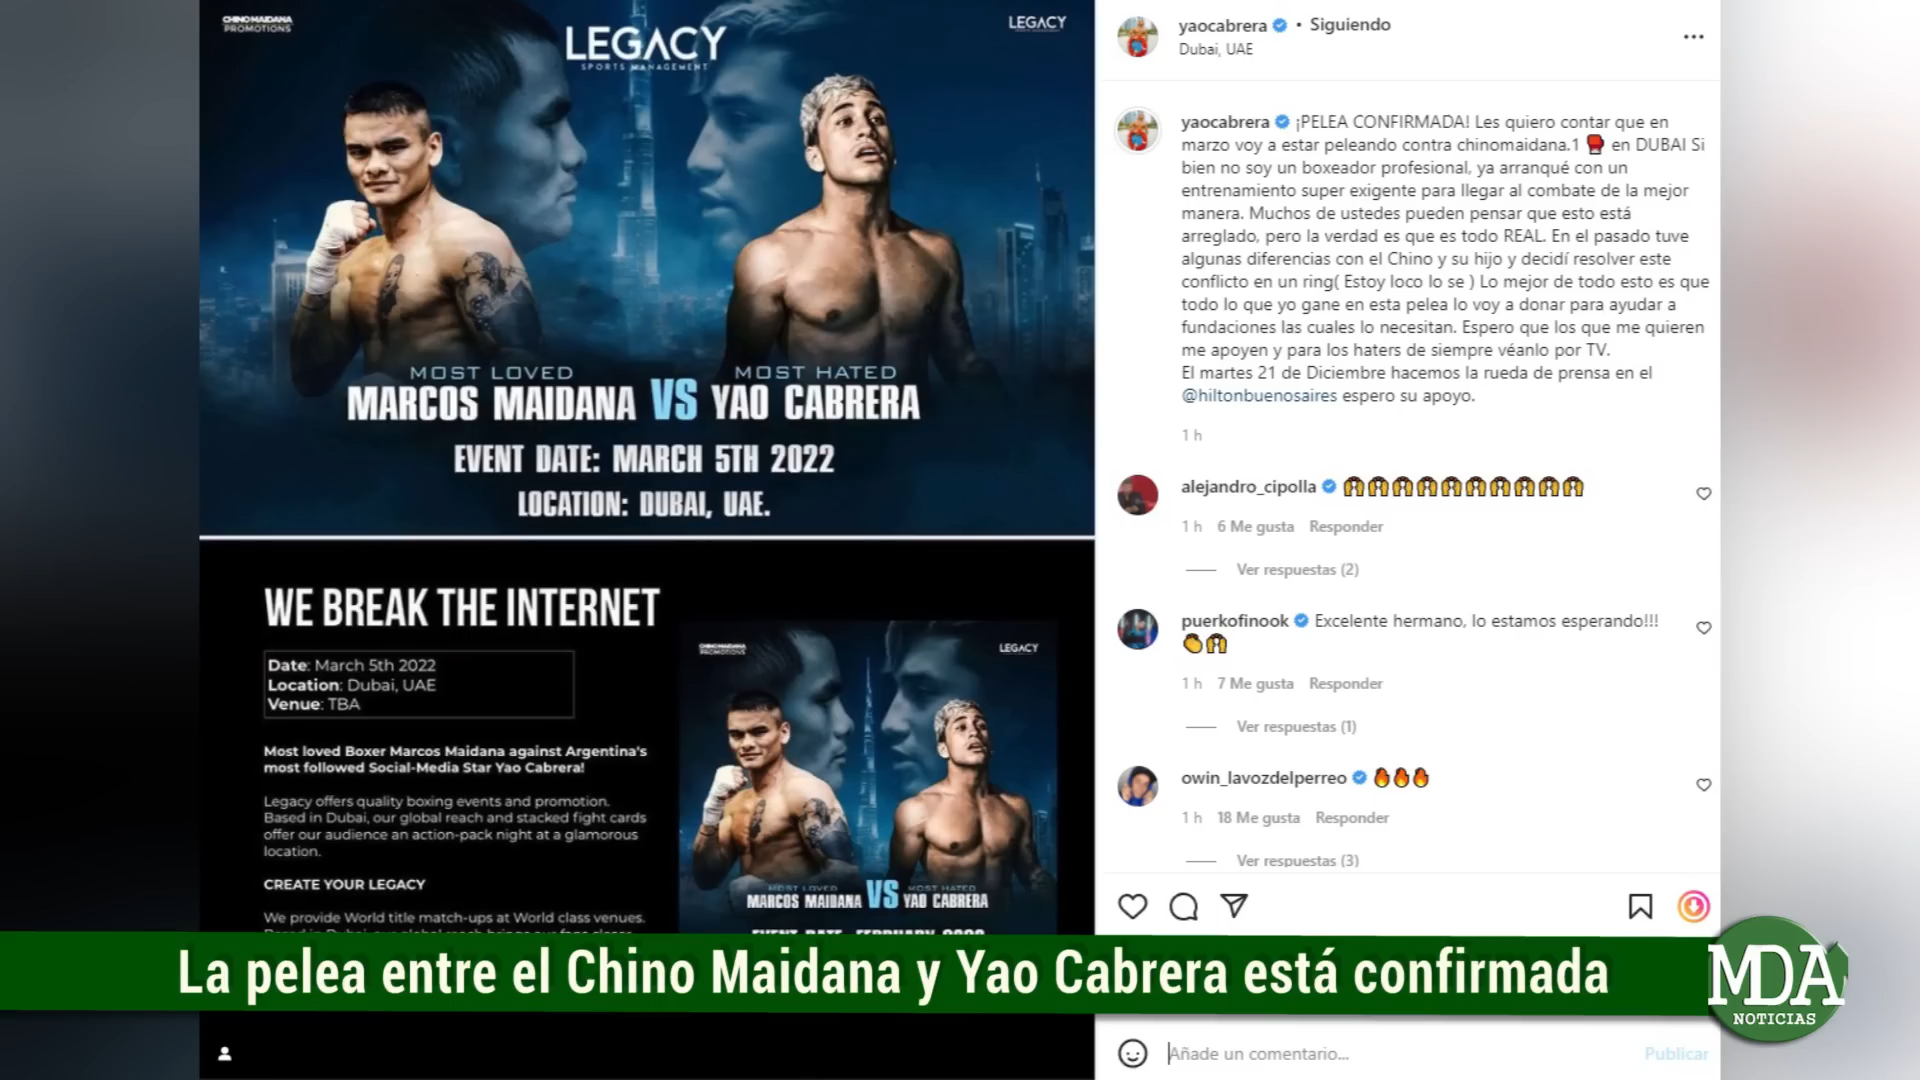 CHINO MAIDANA
PROMOTIONS
LEGACY
SPORTS MANAGEMENT
LEGACY
MOST LOVED
MOST HATED
MARCOS MAIDANA VS YAO CABRERA
EVENT DATE: MARCH 5TH 2022
LOCATION: DUBAI, UAE.
WE BREAK THE INTERNET
Date: March 5th 2022
Location: Dubai, UAE
Venue: TBA
Most loved Boxer Marcos Maidana against Argentina's
most followed Social-Media Star Yao Cabrera!
Legacy offers quality boxing events and promotion.
Based in Dubai, our global reach and stacked fight cards
offer our audience an action-pack night at a glamorous
location.
CREATE YOUR LEGACY
We provide World title match-ups at World class venues.
CHINO MAIDANA
PROMOTIONS
LEGACY
MOST LOVED
MOST HATED
MARCOS MAIDANA VS YAO CABRERA
EVENT DATE: FEBRUARY 2022
yaocabrera • Siguiendo
Dubai, UAE
yaocabrera ¡PELEA CONFIRMADA! Les quiero contar que en
marzo voy a estar peleando contra chinomaidana.1 🥊 en DUBAI Si
bien no soy un boxeador profesional, ya arranqué con un
entrenamiento super exigente para llegar al combate de la mejor
manera. Muchos de ustedes pueden pensar que esto está
arreglado, pero la verdad es que es todo REAL. En el pasado tuve
algunas diferencias con el Chino y su hijo y decidí resolver este
conflicto en un ring( Estoy loco lo se ) Lo mejor de todo esto es que
todo lo que yo gane en esta pelea lo voy a donar para ayudar a
fundaciones las cuales lo necesitan. Espero que los que me quieren
me apoyen y para los haters de siempre véanlo por TV.
El martes 21 de Diciembre hacemos la rueda de prensa en el
@hiltonbuenosaires espero su apoyo.
1 h
alejandro_cipolla 🙌🙌🙌🙌🙌🙌🙌🙌🙌🙌
1 h 6 Me gusta Responder
Ver respuestas (2)
puerkofinook Excelente hermano, lo estamos esperando!!!
👏🙌
1 h 7 Me gusta Responder
Ver respuestas (1)
owin_lavozdelperreo 🔥🔥🔥
1 h 18 Me gusta Responder
Ver respuestas (3)
La pelea entre el Chino Maidana y Yao Cabrera está confirmada
MDA
NOTICIAS
Añade un comentario...
Publicar